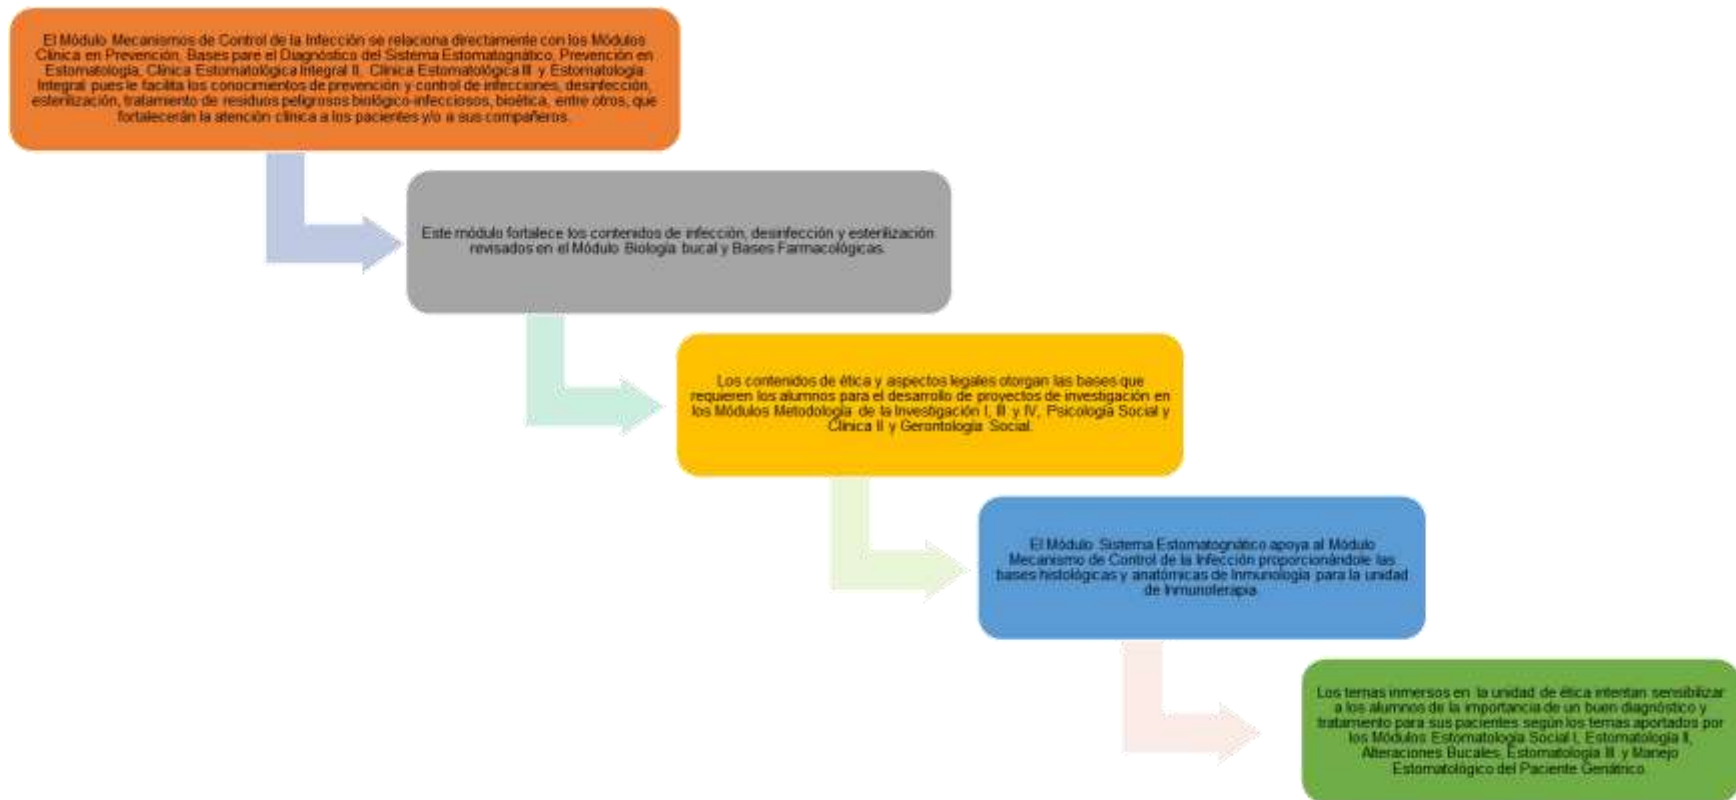 El Módulo Mecanismos de Control de la Infección se relaciona directamente con los Módulos
Clínica en Prevención, Bases pare el Diagnóstico del Sistema Estomatognático, Prevención en
Estomatología, Clínica Estomatológica Integral II, Clínica Estomatológica III y Estomatología
Integral pues le facilita los conocimientos de prevención y control de infecciones, desinfección,
esterilización, tratamiento de residuos peligrosos biológico-infecciosos, bioética, entre otros, que
fortalecerán la atención clínica a los pacientes y/o a sus compañeros.
Este módulo fortalece los contenidos de infección, desinfección y esterilización
revisados en el Módulo Biología bucal y Bases Farmacológicas.
Los contenidos de ética y aspectos legales otorgan las bases que
requieren los alumnos para el desarrollo de proyectos de investigación en
los Módulos Metodología de la Investigación I, III y IV, Psicología Social y
Clínica II y Gerontología Social.
El Módulo Sistema Estomatognático apoya al Módulo
Mecanismo de Control de la Infección proporcionándole las
bases histológicas y anatómicas de Inmunología para la unidad
de Inmunoterapia
Los temas inmersos en la unidad de ética intentan sensibilizar
a los alumnos de la importancia de un buen diagnóstico y
tratamiento para sus pacientes según los temas aportados por
los Módulos Estomatología Social I, Estomatología II,
Alteraciones Bucales, Estomatología III y Manejo
Estomatológico del Paciente Geriátrico